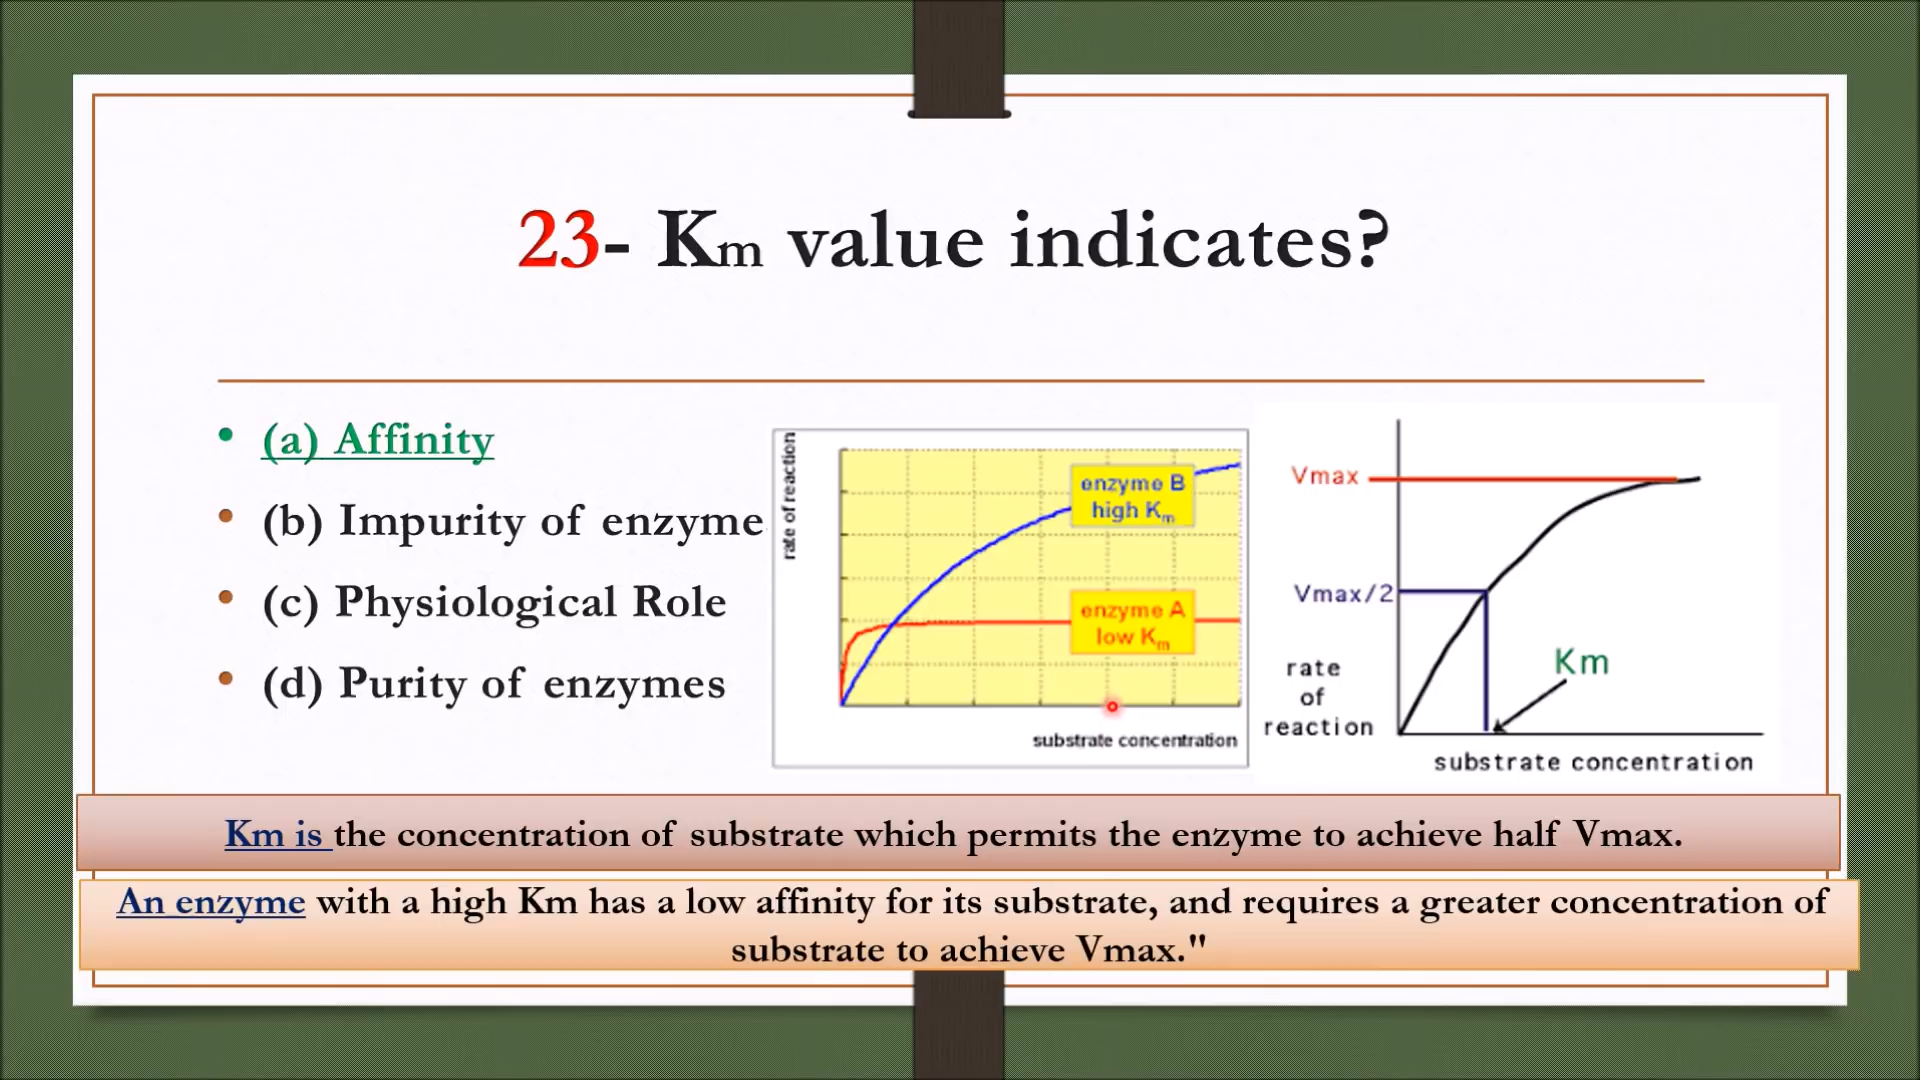 23- Km value indicates?
• (a) Affinity
• (b) Impurity of enzyme
• (c) Physiological Role
• (d) Purity of enzymes
rate of reaction
enzyme B
high Km
enzyme A
low Km
substrate concentration
Vmax
Vmax/2
Km
rate
of
reaction
substrate concentration
Km is the concentration of substrate which permits the enzyme to achieve half Vmax.
An enzyme with a high Km has a low affinity for its substrate, and requires a greater concentration of
substrate to achieve Vmax."